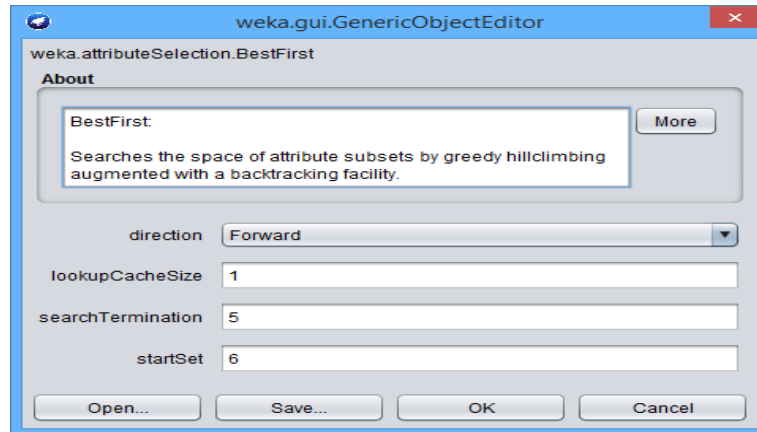 weka.gui.GenericObjectEditor
weka.attributeSelection.BestFirst
About
BestFirst:
More
Searches the space of attribute subsets by greedy hillclimbing
augmented with a backtracking facility.
direction Forward
lookupCacheSize 1
searchTermination 5
startSet 6
Open... Save... OK Cancel